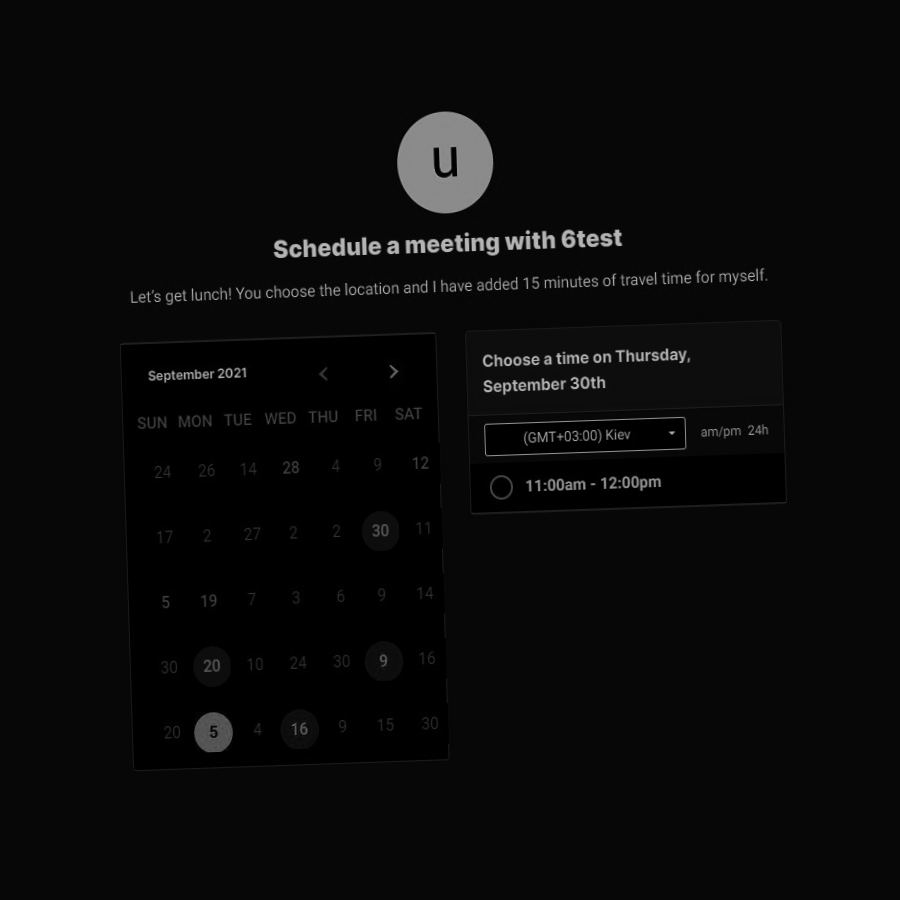 u
Schedule a meeting with 6test
Let's get lunch! You choose the location and I have added 15 minutes of travel time for myself.
September 2021
SUN MON TUE WED THU FRI SAT
24 26 14 28 4 9 12
17 2 27 2 2 30 11
5 19 7 3 6 9 14
30 20 10 24 30 9 16
20 5 4 16 9 15 30
Choose a time on Thursday,
September 30th
(GMT+03:00) Kiev am/pm 24h
11:00am - 12:00pm